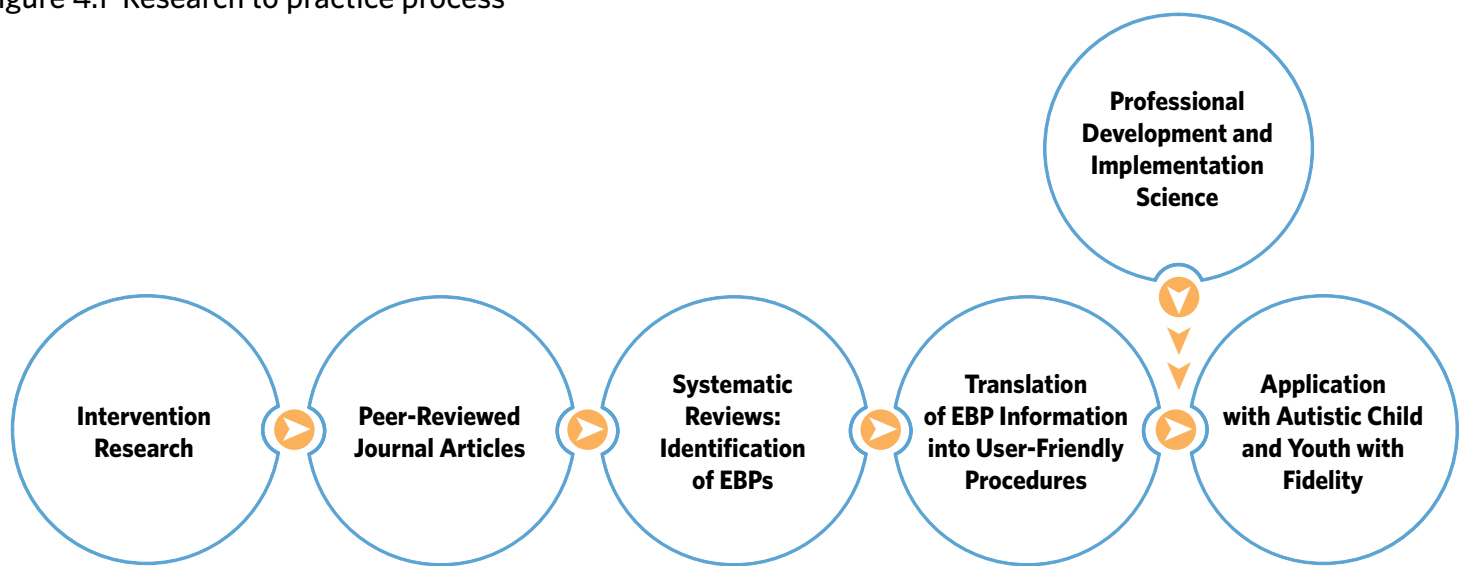 Figure 4.1 Research to practice process
Professional
Development and
Implementation
Science
Intervention
Research
Peer-Reviewed
Journal Articles
Systematic
Reviews:
Identification
of EBPs
Translation
of EBP Information
into User-Friendly
Procedures
Application
with Autistic Child
and Youth with
Fidelity